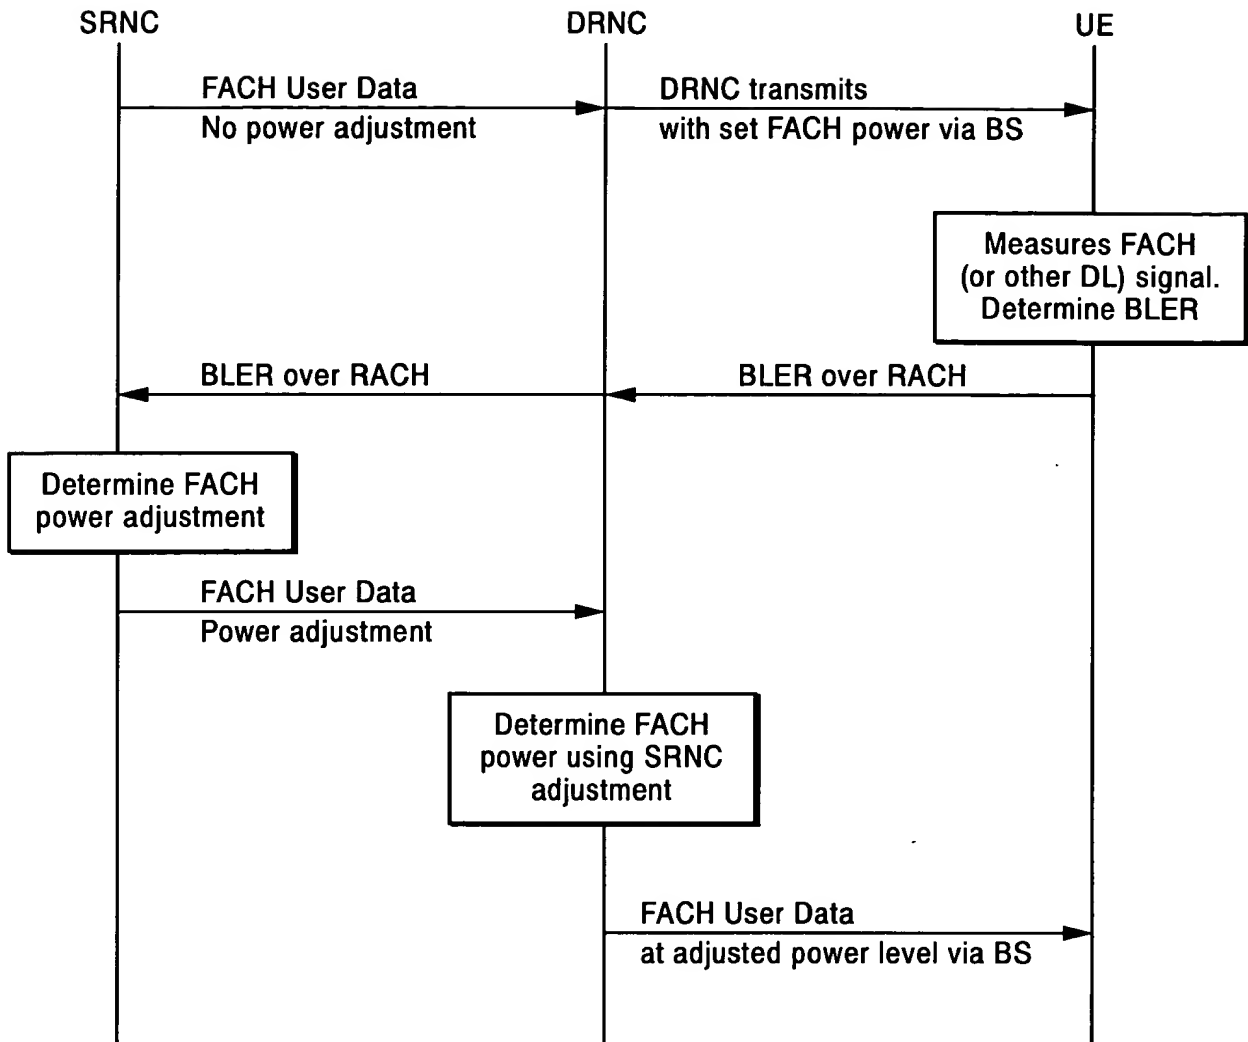 SRNC
DRNC
UE
FACH User Data
No power adjustment
DRNC transmits
with set FACH power via BS
Measures FACH
(or other DL) signal.
Determine BLER
BLER over RACH
BLER over RACH
Determine FACH
power adjustment
FACH User Data
Power adjustment
Determine FACH
power using SRNC
adjustment
FACH User Data
at adjusted power level via BS